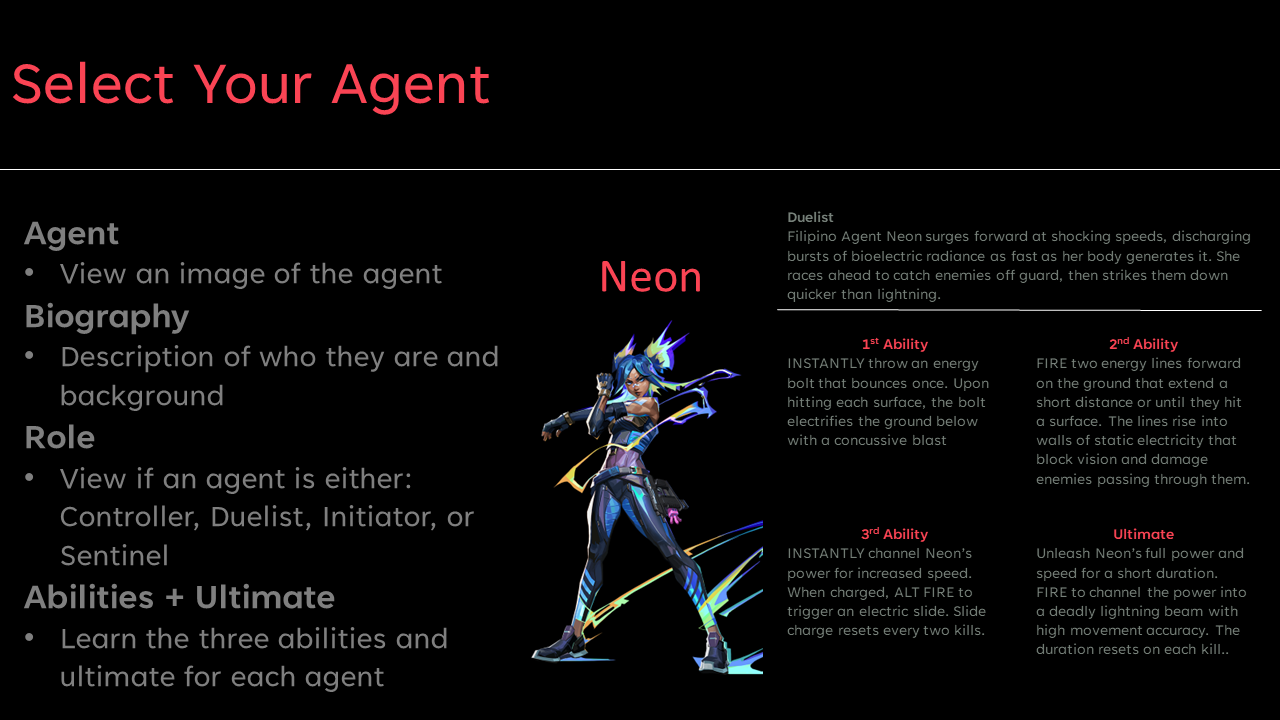 Select Your Agent
Agent
• View an image of the agent
Biography
• Description of who they are and
background
Role
• View if an agent is either:
Controller, Duelist, Initiator, or
Sentinel
Abilities + Ultimate
• Learn the three abilities and
ultimate for each agent
Neon
Duelist
Filipino Agent Neon surges forward at shocking speeds, discharging
bursts of bioelectric radiance as fast as her body generates it. She
races ahead to catch enemies off guard, then strikes them down
quicker than lightning.
1st Ability
INSTANTLY throw an energy
bolt that bounces once. Upon
hitting each surface, the bolt
electrifies the ground below
with a concussive blast
2nd Ability
FIRE two energy lines forward
on the ground that extend a
short distance or until they hit
a surface. The lines rise into
walls of static electricity that
block vision and damage
enemies passing through them.
3rd Ability
INSTANTLY channel Neon's
power for increased speed.
When charged, ALT FIRE to
trigger an electric slide. Slide
charge resets every two kills.
Ultimate
Unleash Neon's full power and
speed for a short duration.
FIRE to channel the power into
a deadly lightning beam with
high movement accuracy. The
duration resets on each kill..